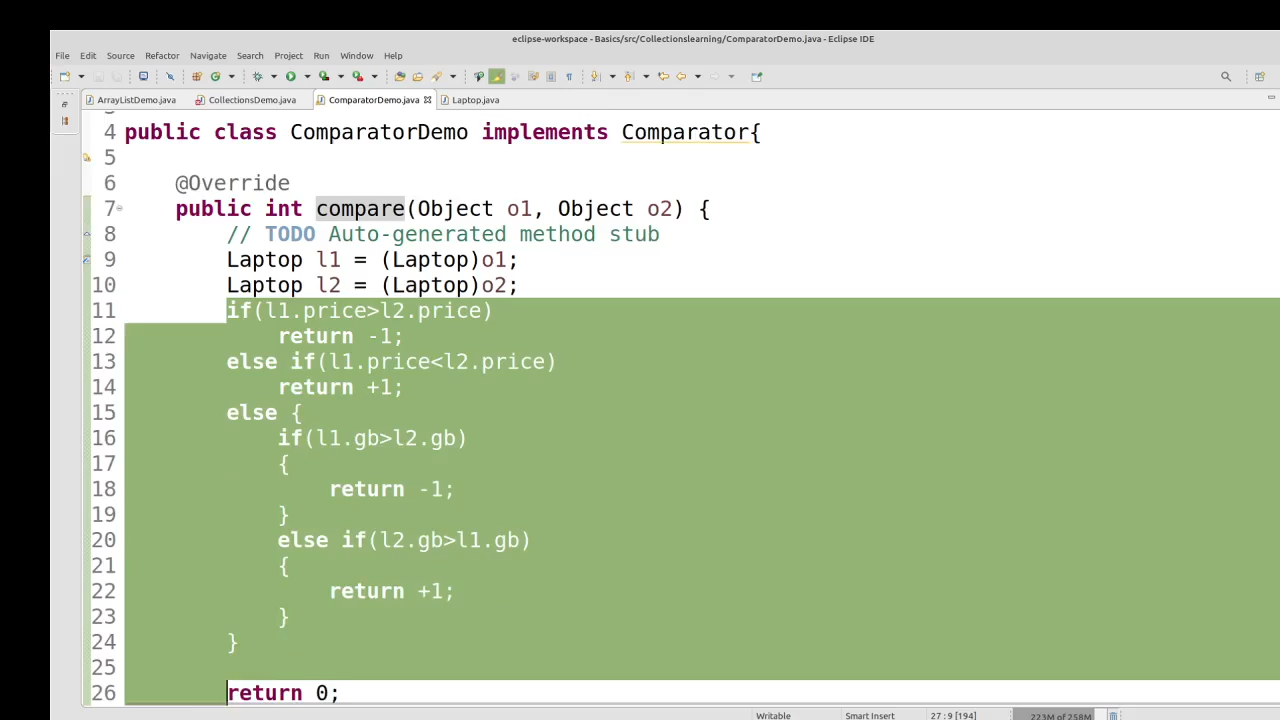 eclipse-workspace - Basics/src/Collectionslearning/ComparatorDemo.java - Eclipse IDE
File Edit Source Refactor Navigate Search Project Run Window Help
ArrayListDemo.java CollectionsDemo.java ComparatorDemo.java Laptop.java
4 public class ComparatorDemo implements Comparator{
5
6 @Override
7 public int compare(Object o1, Object o2) {
8 // TODO Auto-generated method stub
9 Laptop l1 = (Laptop)o1;
10 Laptop l2 = (Laptop)o2;
11 if(l1.price>l2.price)
12 return -1;
13 else if(l1.price<l2.price)
14 return +1;
15 else {
16 if(l1.gb>l2.gb)
17 {
18 return -1;
19 }
20 else if(l2.gb>l1.gb)
21 {
22 return +1;
23 }
24 }
25
26 return 0;
Writable Smart Insert 27 : 9 [194] 223M of 258M